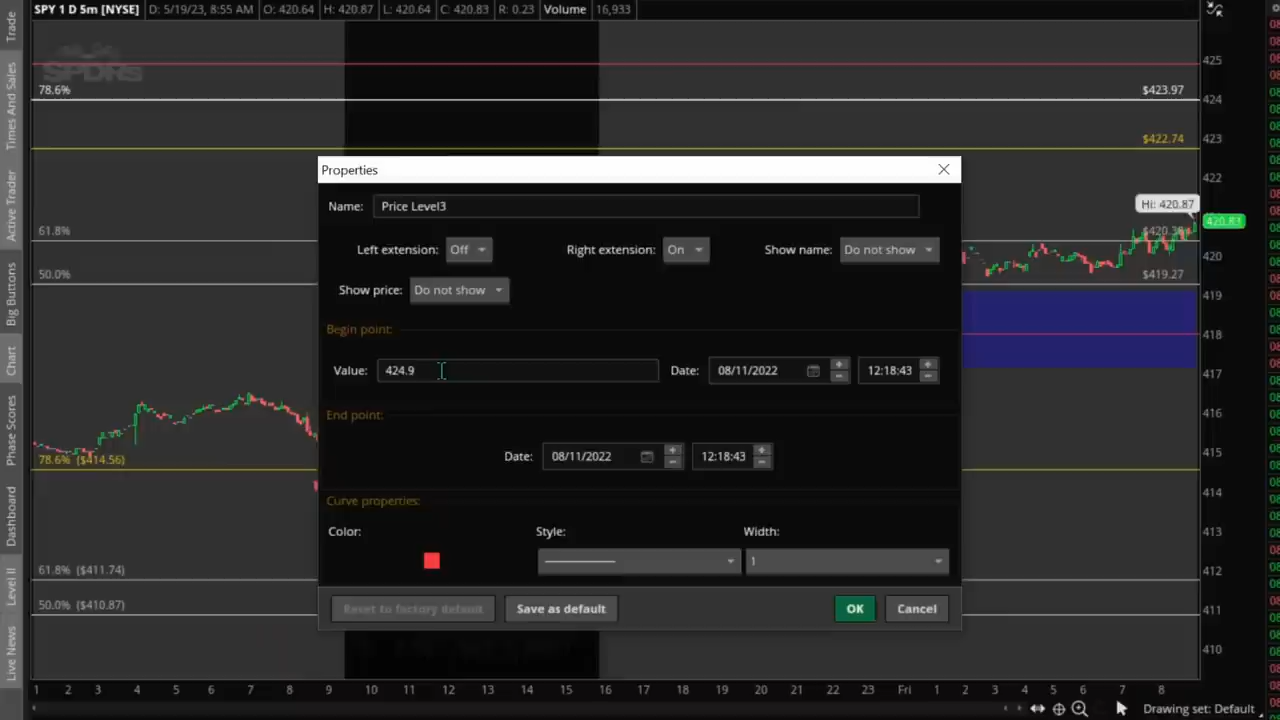 SPY 1 D 5m [NYSE] D: 5/19/23, 8:55 AM O: 420.64 H: 420.87 L: 420.64 C: 420.83 R: 0.23 Volume 16,933
Trade
Times And Sales
Active Trader
Big Buttons
Chart
Phase Scores
Dashboard
Level II
Live News
SPDRs
78.6% $423.97
$422.74
61.8%
50.0% $419.27
Hi: 420.87
420.83
78.6% ($414.56)
61.8% ($411.74)
50.0% ($410.87)
Properties
Name: Price Level3
Left extension: Off Right extension: On Show name: Do not show
Show price: Do not show
Begin point:
Value: 424.9 Date: 08/11/2022 12:18:43
End point:
Date: 08/11/2022 12:18:43
Curve properties:
Color: Style: Width:
1
Reset to factory default Save as default OK Cancel
425
424
423
422
420
419
418
417
416
415
414
413
412
411
410
1 2 3 4 5 6 7 8 9 10 11 12 13 14 15 16 17 18 19 20 21 22 23 Fri 1 2 3 4 5 6 7 8
Drawing set: Default